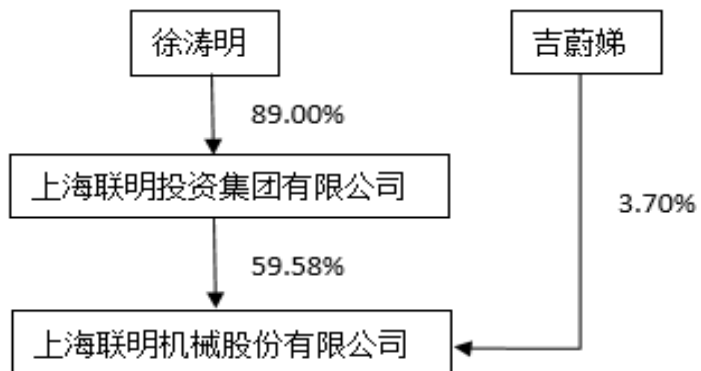 徐涛明
吉蔚娣
89.00%
上海联明投资集团有限公司
3.70%
59.58%
上海联明机械股份有限公司